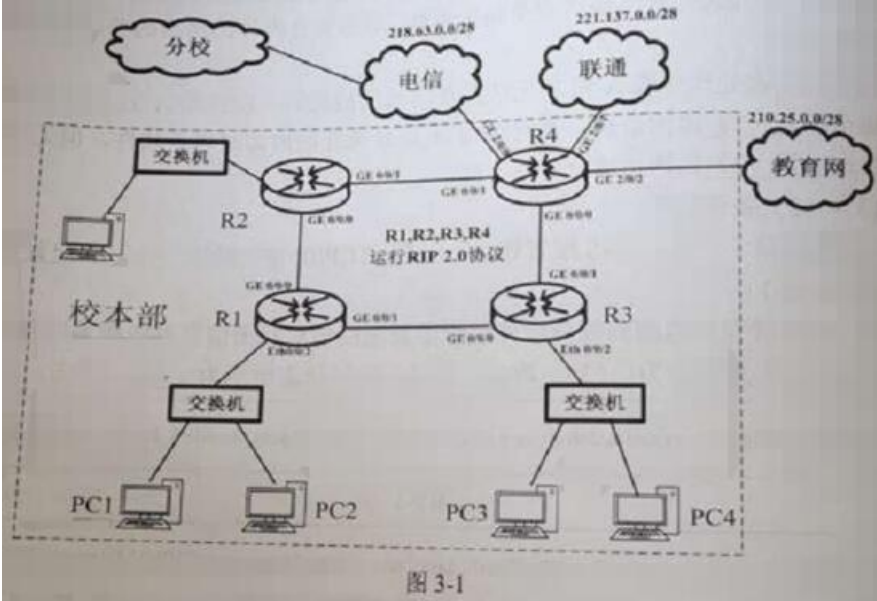 218.63.0.0/28
221.137.0.0/28
分校
电信
联通
210.25.0.0/28
R4
教育网
交换机
GE 2/0/2
GE 0/0/1
GE 0/0/1
GE 0/0/0
GE 0/0/0
R2
R1,R2,R3,R4
运行RIP 2.0协议
GE 0/0/0
GE 0/0/1
校本部
R1
GE 0/0/1
GE 0/0/0
R3
Eth0/0/2
Eth 0/0/2
交换机
交换机
PC1
PC2
PC3
PC4
图 3-1